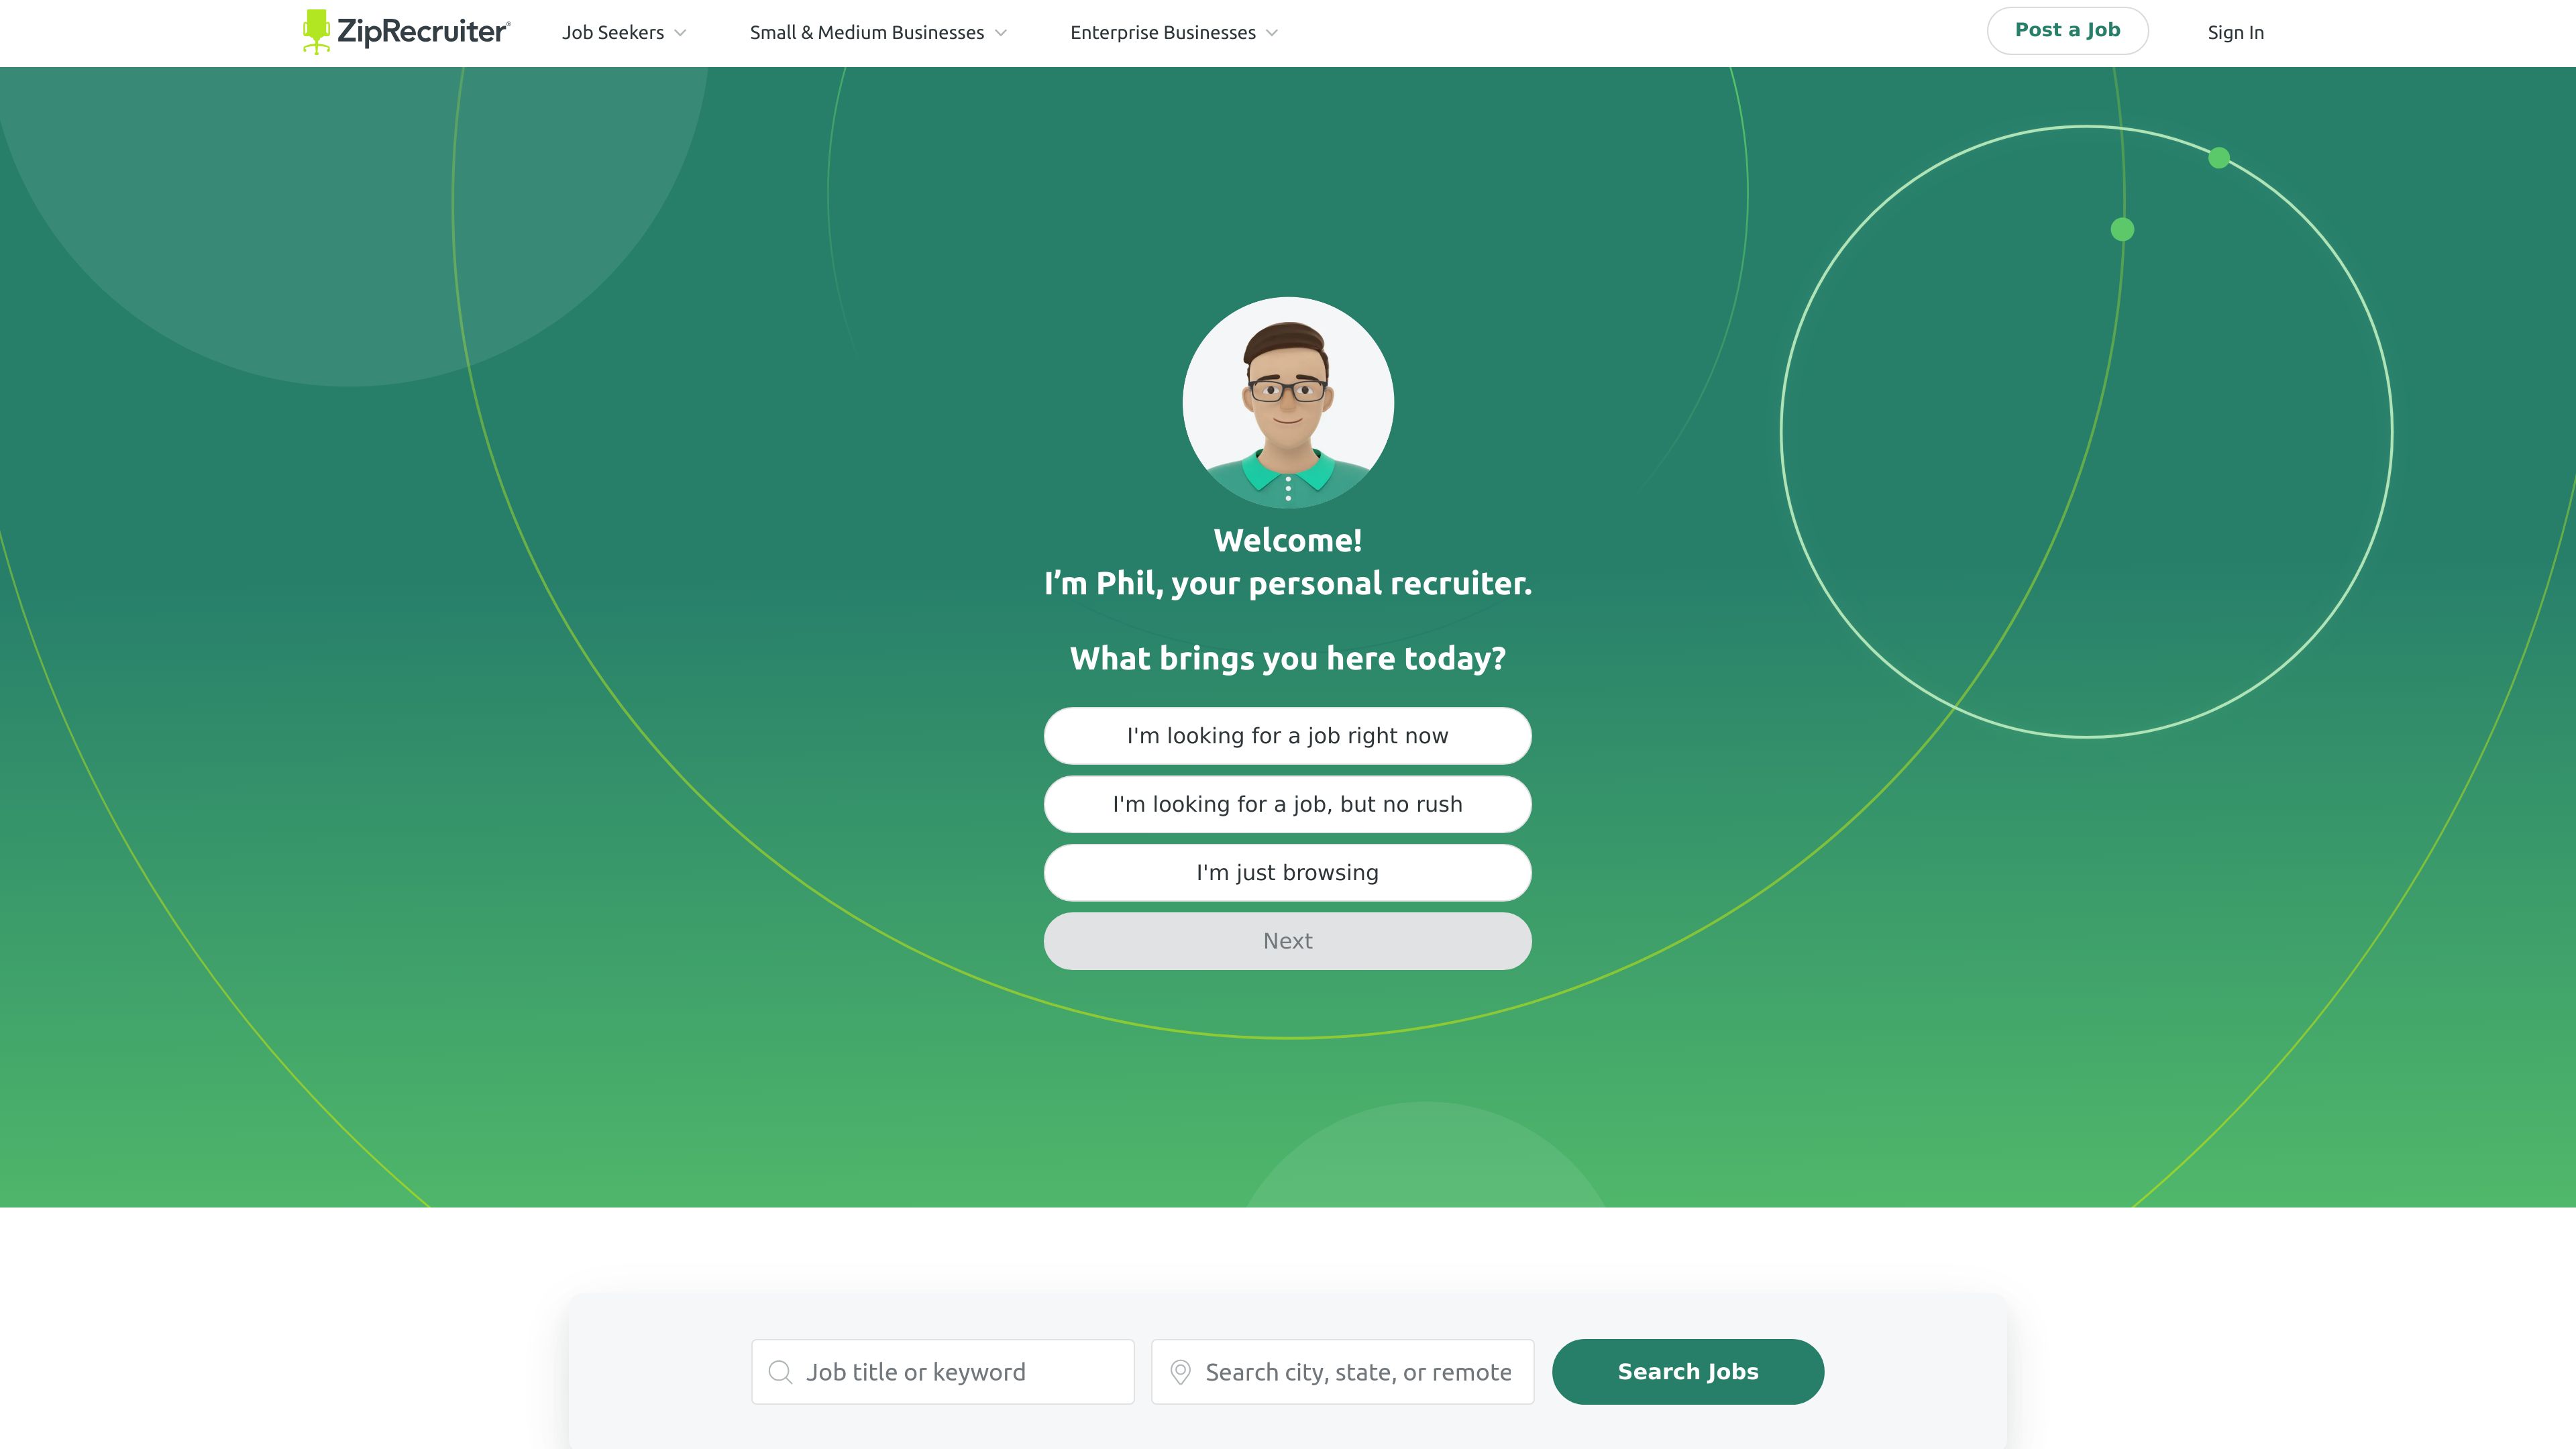 ZipRecruiter®
Job Seekers
Small & Medium Businesses
Enterprise Businesses
Post a Job
Sign In
Welcome!
I’m Phil, your personal recruiter.
What brings you here today?
I'm looking for a job right now
I'm looking for a job, but no rush
I'm just browsing
Next
Job title or keyword
Search city, state, or remote
Search Jobs